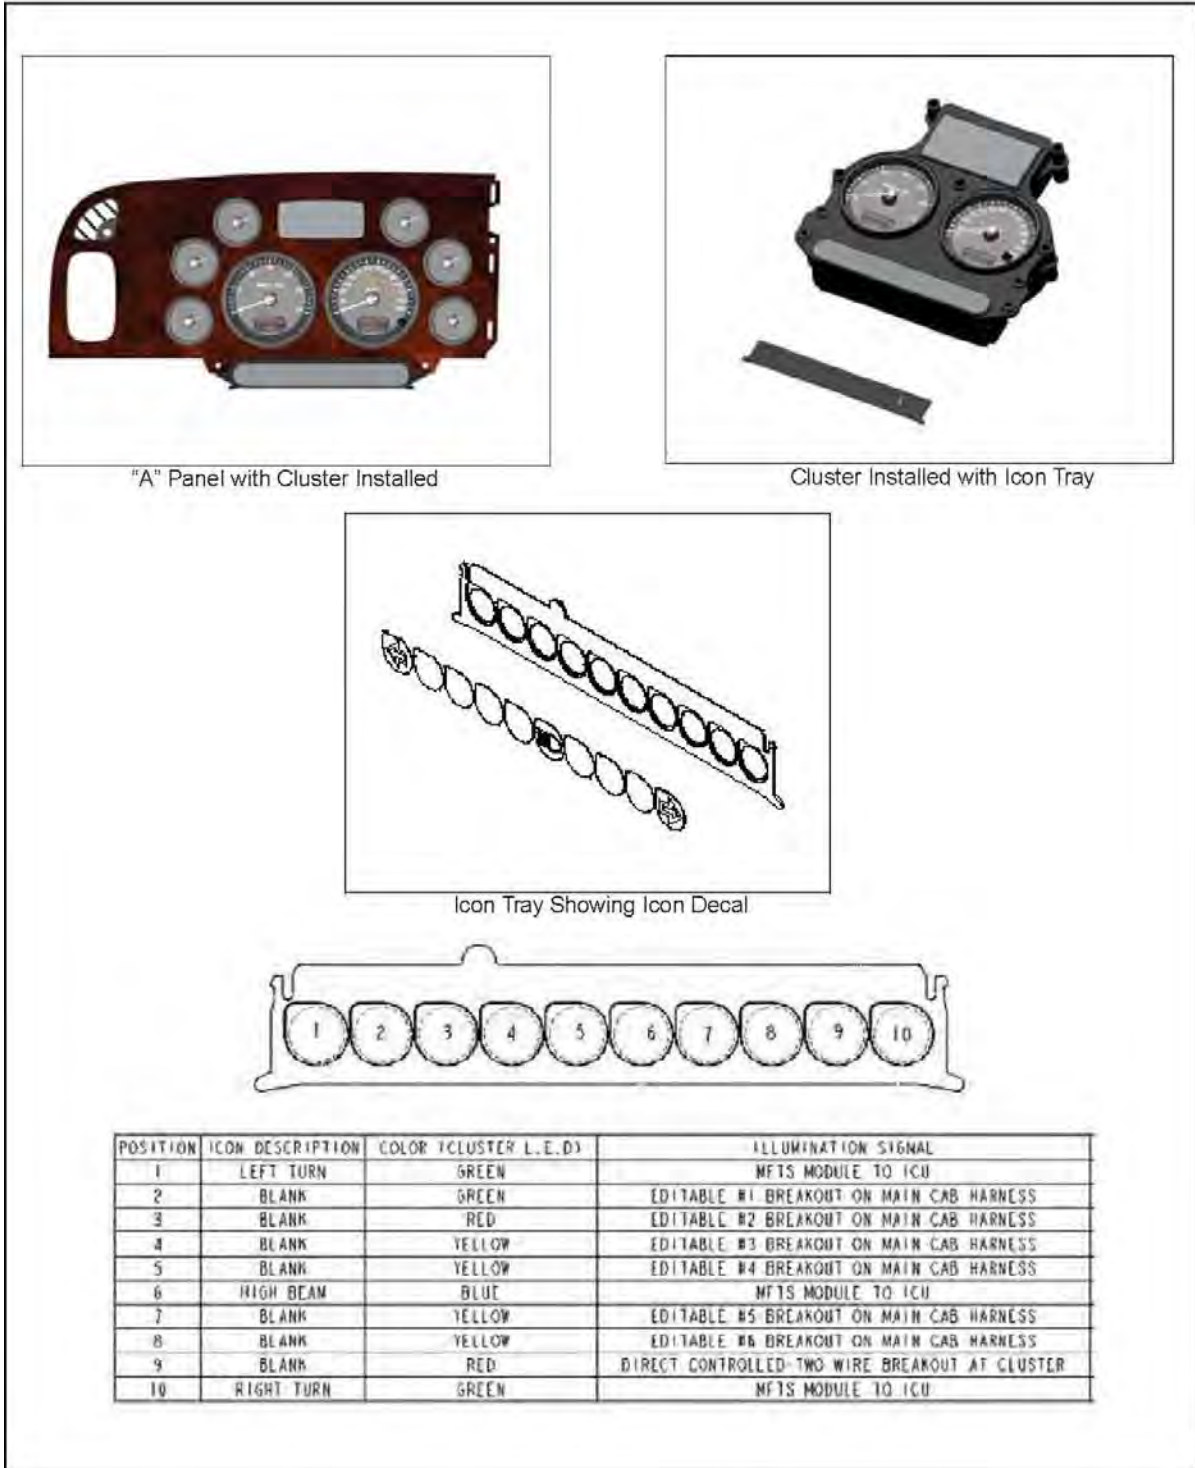 "A" Panel with Cluster Installed
Cluster Installed with Icon Tray
Icon Tray Showing Icon Decal
1 2 3 4 5 6 7 8 9 10
POSITION ICON DESCRIPTION COLOR (CLUSTER L.E.D) ILLUMINATION SIGNAL
1 LEFT TURN GREEN MFTS MODULE TO ICU
2 BLANK GREEN EDITABLE #1 BREAKOUT ON MAIN CAB HARNESS
3 BLANK RED EDITABLE #2 BREAKOUT ON MAIN CAB HARNESS
4 BLANK YELLOW EDITABLE #3 BREAKOUT ON MAIN CAB HARNESS
5 BLANK YELLOW EDITABLE #4 BREAKOUT ON MAIN CAB HARNESS
6 HIGH BEAM BLUE MFTS MODULE TO ICU
7 BLANK YELLOW EDITABLE #5 BREAKOUT ON MAIN CAB HARNESS
8 BLANK YELLOW EDITABLE #6 BREAKOUT ON MAIN CAB HARNESS
9 BLANK RED DIRECT CONTROLLED-TWO WIRE BREAKOUT AT CLUSTER
10 RIGHT TURN GREEN MFTS MODULE TO ICU